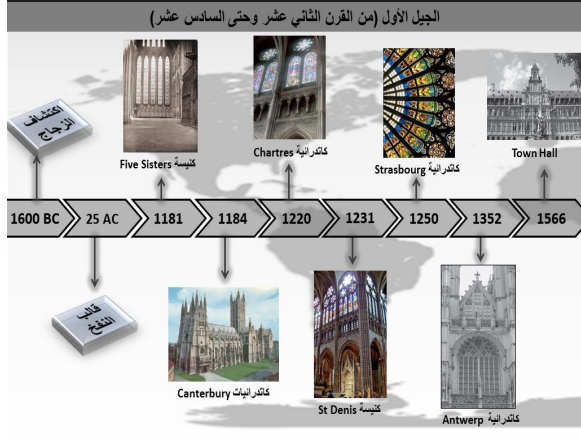 الجيل الأول (من القرن الثاني عشر وحتى السادس عشر)
اكتشاف
الزجاج
كنيسة Five Sisters
كاتدرائية Chartres
كاتدرائية Strasbourg
Town Hall
1600 BC
25 AC
1181
1184
1220
1231
1250
1352
1566
قالب
النفخ
كاتدرائيات Canterbury
كنيسة St Denis
كاتدرائية Antwerp